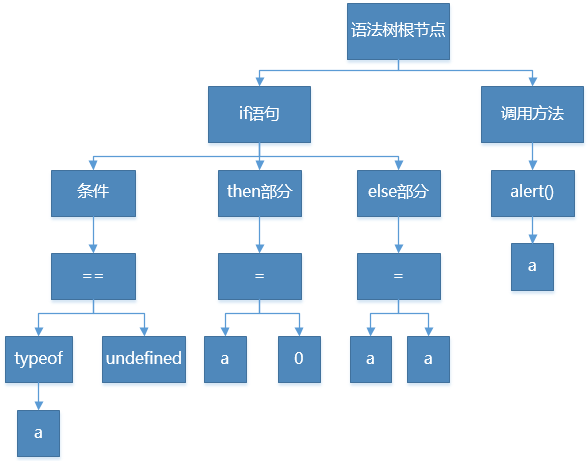 语法树根节点
if语句
调用方法
条件
then部分
else部分
alert()
==
=
=
a
typeof
undefined
a
0
a
a
a